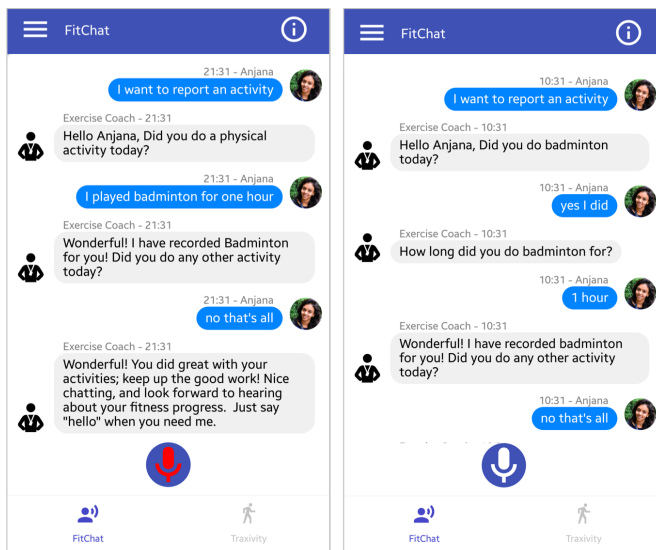 FitChat
21:31 - Anjana
I want to report an activity
Exercise Coach - 21:31
Hello Anjana, Did you do a physical
activity today?
21:31 - Anjana
I played badminton for one hour
Exercise Coach - 21:31
Wonderful! I have recorded Badminton
for you! Did you do any other activity
today?
21:31 - Anjana
no that's all
Exercise Coach - 21:31
Wonderful! You did great with your
activities; keep up the good work! Nice
chatting, and look forward to hearing
about your fitness progress. Just say
"hello" when you need me.
FitChat
Traxivity
FitChat
10:31 - Anjana
I want to report an activity
Exercise Coach - 10:31
Hello Anjana, Did you do badminton
today?
10:31 - Anjana
yes I did
Exercise Coach - 10:31
How long did you do badminton for?
10:31 - Anjana
1 hour
Exercise Coach - 10:31
Wonderful! I have recorded badminton
for you! Did you do any other activity
today?
10:31 - Anjana
no that's all
FitChat
Traxivity